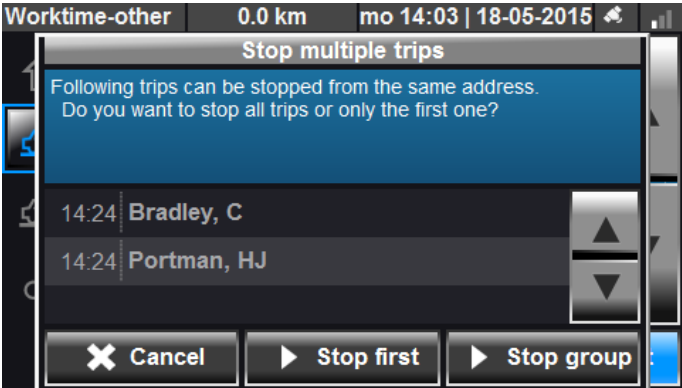 Worktime-other 0.0 km mo 14:03 | 18-05-2015
Stop multiple trips
Following trips can be stopped from the same address.
Do you want to stop all trips or only the first one?
14:24 Bradley, C
14:24 Portman, HJ
Cancel Stop first Stop group